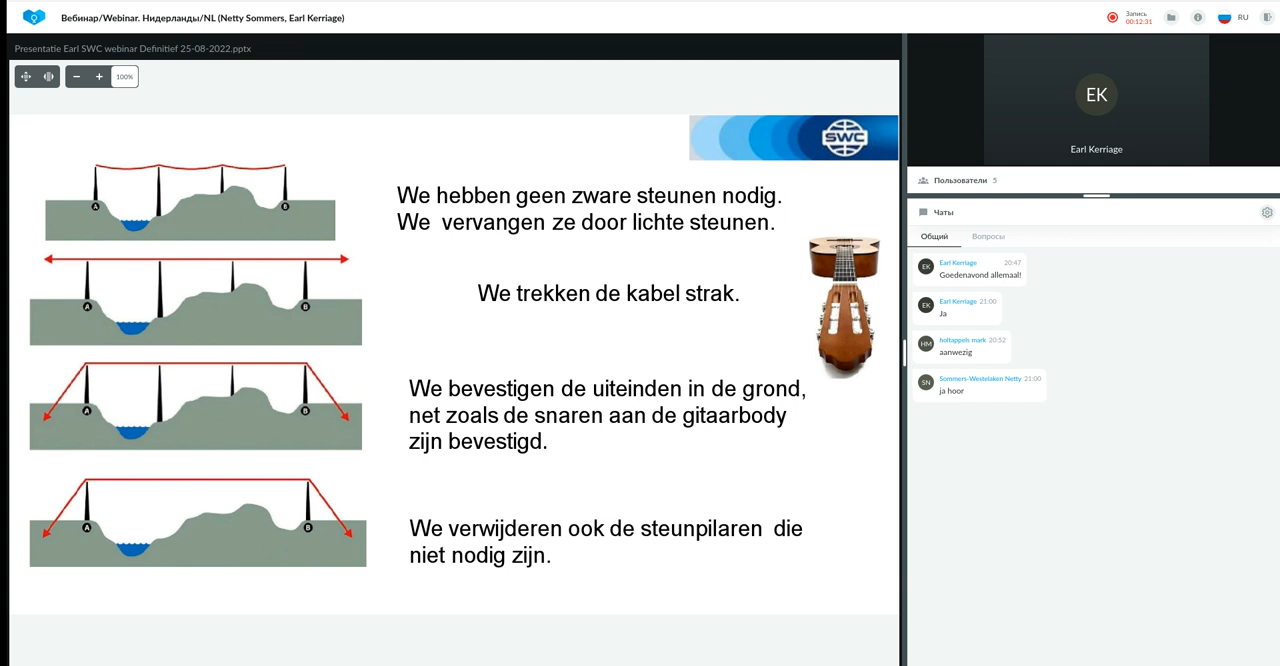 Вебинар/Webinar. Нидерланды/NL (Netty Sommers, Earl Kerriage)
Запись
00:12:31
RU
Presentatie Earl SWC webinar Definitief 25-08-2022.pptx
100%
SWC
We hebben geen zware steunen nodig.
We vervangen ze door lichte steunen.
A
B
We trekken de kabel strak.
A
B
We bevestigen de uiteinden in de grond,
net zoals de snaren aan de gitaarbody
zijn bevestigd.
A
B
We verwijderen ook de steunpilaren die
niet nodig zijn.
A
B
EK
Earl Kerriage
Пользователи 5
Чаты
Общий
Вопросы
EK
Earl Kerriage 20:47
Goedenavond allemaal!
EK
Earl Kerriage 21:00
Ja
HM
holtappels mark 20:52
aanwezig
SN
Sommers-Westelaken Netty 21:00
ja hoor